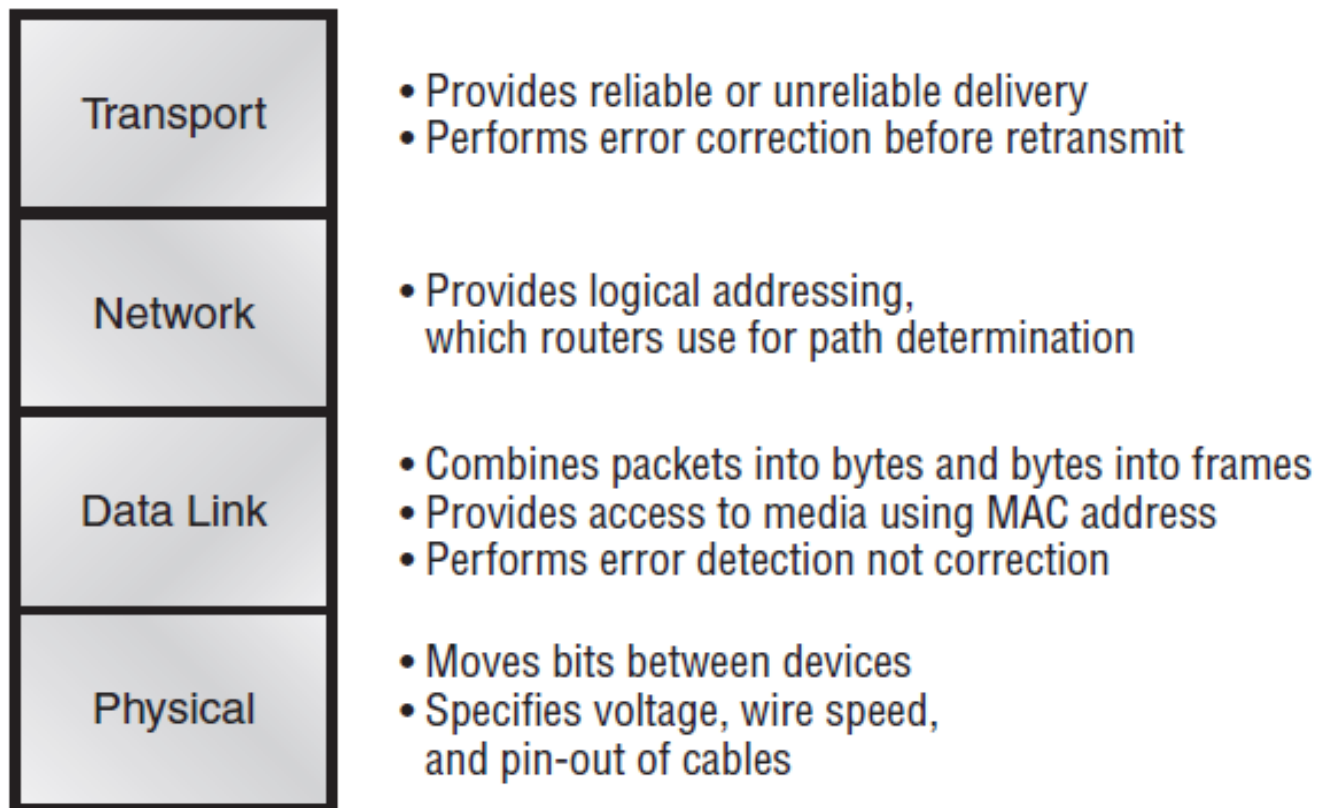 Transport
• Provides reliable or unreliable delivery
• Performs error correction before retransmit
Network
• Provides logical addressing,
which routers use for path determination
Data Link
• Combines packets into bytes and bytes into frames
• Provides access to media using MAC address
• Performs error detection not correction
Physical
• Moves bits between devices
• Specifies voltage, wire speed,
and pin-out of cables